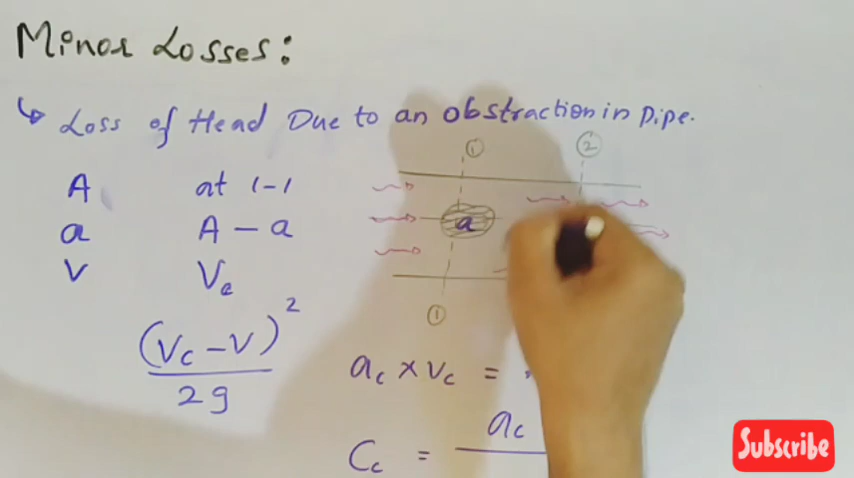 Minor Losses:
↳ Loss of Head Due to an obstraction in pipe.
① ②
A at 1-1
a A - a
a
V Vc
①
(Vc - V)²
2g
ac × Vc =
Cc = ac
Subscribe